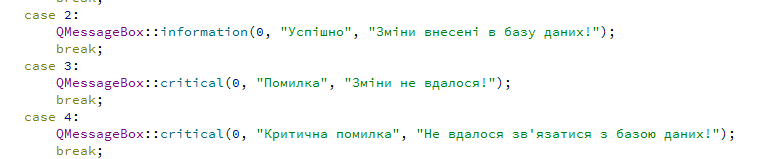 case 2:
QMessageBox::information(0, "Успішно", "Зміни внесені в базу даних!");
break;
case 3:
QMessageBox::critical(0, "Помилка", "Зміни не вдалося!");
break;
case 4:
QMessageBox::critical(0, "Критична помилка", "Не вдалося зв'язатися з базою даних!");
break;